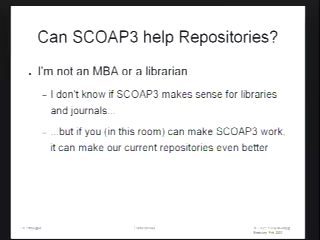 Can SCOAP3 help Repositories?
• I'm not an MBA or a librarian
– I don't know if SCOAP3 makes sense for libraries
and journals...
– ...but if you (in this room) can make SCOAP3 work,
it can make our current repositories even better